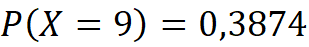 P(X = 9) = 0,3874